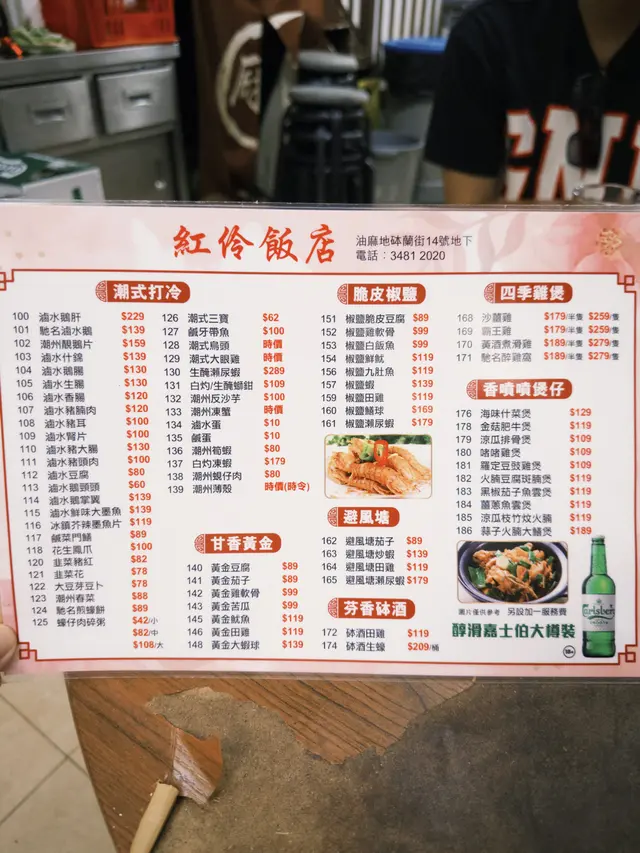 紅伶飯店
油麻地砵蘭街14號地下
電話：3481 2020
潮式打冷
100 滷水鵝肝 $229
101 馳名滷水鵝 $139
102 潮州醜鵝片 $159
103 滷水什錦 $139
104 滷水鵝腸 $130
105 滷水生腸 $130
106 滷水香腸 $120
107 滷水豬腩肉 $120
108 滷水豬耳 $100
109 滷水腎片 $100
110 滷水豬大腸 $130
111 滷水豬頭肉 $100
112 滷水豆腐 $80
113 滷水鵝頸頭 $60
114 滷水鵝掌翼 $139
115 滷水鮮味大墨魚 $139
116 冰鎮芥辣墨魚片 $119
117 鹹菜門鱔 $89
118 花生鳳爪 $100
120 韭菜豬紅 $82
121 韭菜花 $78
122 大豆芽豆卜 $78
123 潮州春菜 $88
124 馳名煎蠔餅 $89
125 蠔仔肉碎粥 $42/小
$82/中
$108/大
126 潮式三寶 $62
127 鹹牙帶魚 $100
128 潮式烏頭 時價
129 潮式大眼雞 時價
130 生醃瀨尿蝦 $289
131 白灼/生醃螄蚶 $109
132 潮州反沙芋 $100
133 潮州凍蟹 時價
134 滷水蛋 $10
135 鹹蛋 $10
136 潮州筍蝦 $80
137 白灼凍蝦 $179
138 潮州蜆仔肉 $80
139 潮州薄殼 時價(時令)
甘香黃金
140 黃金豆腐 $89
141 黃金茄子 $89
142 黃金雞軟骨 $99
143 黃金苦瓜 $99
145 黃金魷魚 $119
146 黃金田雞 $119
148 黃金大蝦球 $139
脆皮椒鹽
151 椒鹽脆皮豆腐 $89
152 椒鹽雞軟骨 $99
153 椒鹽白飯魚 $99
154 椒鹽鮮魷 $119
156 椒鹽九肚魚 $119
157 椒鹽蝦 $139
159 椒鹽田雞 $119
160 椒鹽鱔球 $169
161 椒鹽瀨尿蝦 $179
避風塘
162 避風塘茄子 $89
163 避風塘炒蝦 $139
164 避風塘田雞 $119
165 避風塘瀨尿蝦 $179
芬香砵酒
172 砵酒田雞 $119
174 砵酒生蠔 $209/桶
四季雞煲
168 沙薑雞 $179/半隻 $259/隻
169 霸王雞 $179/半隻 $259/隻
170 黃酒煮滑雞 $189/半隻 $279/隻
171 馳名醉雞窩 $189/半隻 $279/隻
香噴噴煲仔
176 海味什菜煲 $129
178 金菇肥牛煲 $119
179 涼瓜排骨煲 $109
180 啫啫雞煲 $109
181 羅定豆豉雞煲 $109
182 火腩豆腐斑腩煲 $119
183 黑椒茄子魚雲煲 $119
184 薑蔥魚雲煲 $119
185 涼瓜枝竹炆火腩 $119
186 蒜子火腩大鱔煲 $189
圖片僅供參考 另設加一服務費
醇滑嘉士伯大樽裝
Carlsberg
18+